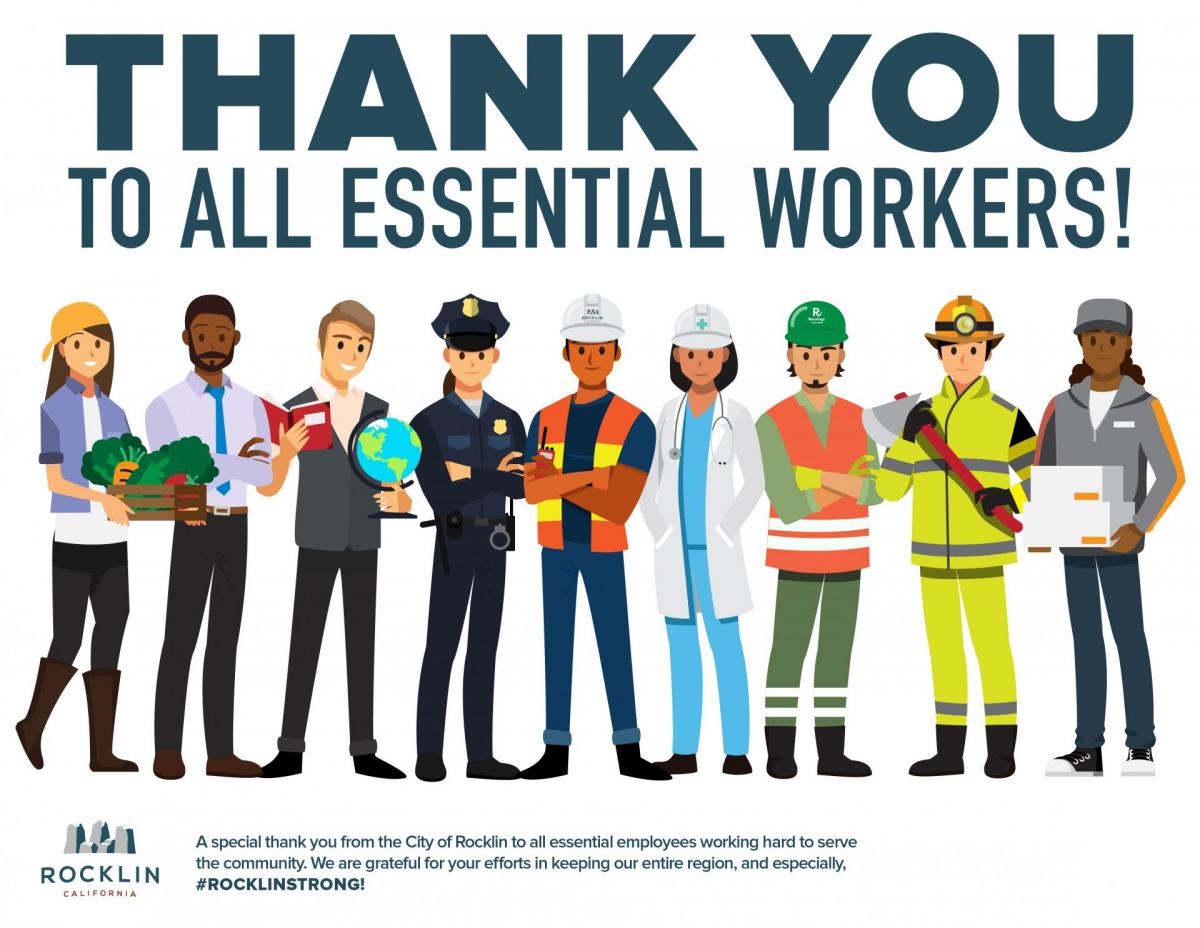 THANK YOU
TO ALL ESSENTIAL WORKERS!
ROCKLIN
R
Recology
ROCKLIN
CALIFORNIA
A special thank you from the City of Rocklin to all essential employees working hard to serve
the community. We are grateful for your efforts in keeping our entire region, and especially,
#ROCKLINSTRONG!